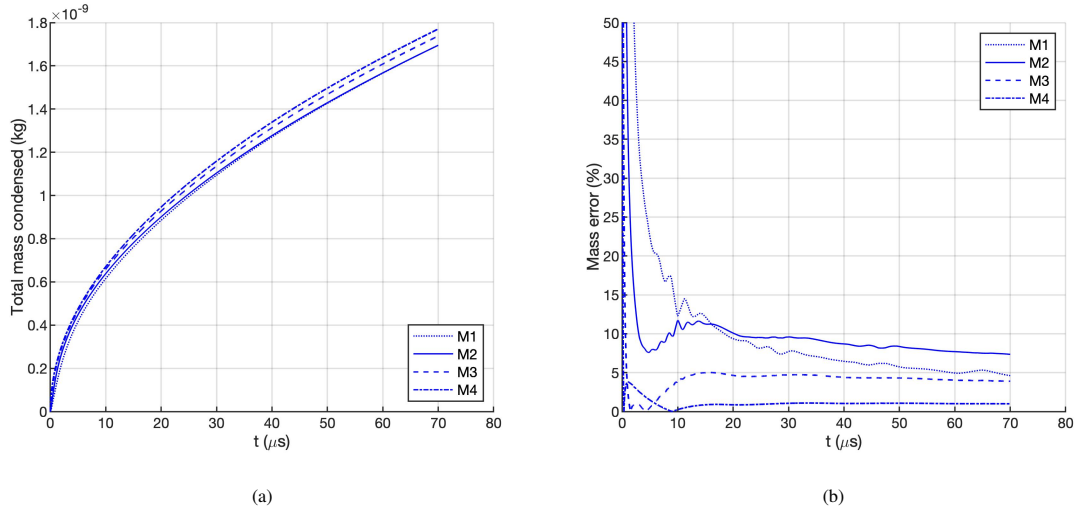 ×10⁻⁹
1.8
1.6
1.4
1.2
1
0.8
0.6
0.4
0.2
0
Total mass condensed (kg)
M1
M2
M3
M4
0 10 20 30 40 50 60 70 80
t (μs)
(a)
50
45
40
35
30
25
20
15
10
5
0
Mass error (%)
M1
M2
M3
M4
0 10 20 30 40 50 60 70 80
t (μs)
(b)